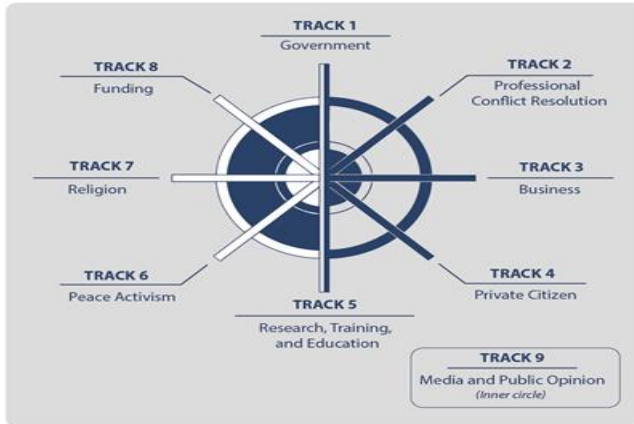 TRACK 1
Government
TRACK 2
Professional
Conflict Resolution
TRACK 3
Business
TRACK 4
Private Citizen
TRACK 5
Research, Training,
and Education
TRACK 6
Peace Activism
TRACK 7
Religion
TRACK 8
Funding
TRACK 9
Media and Public Opinion
(Inner circle)